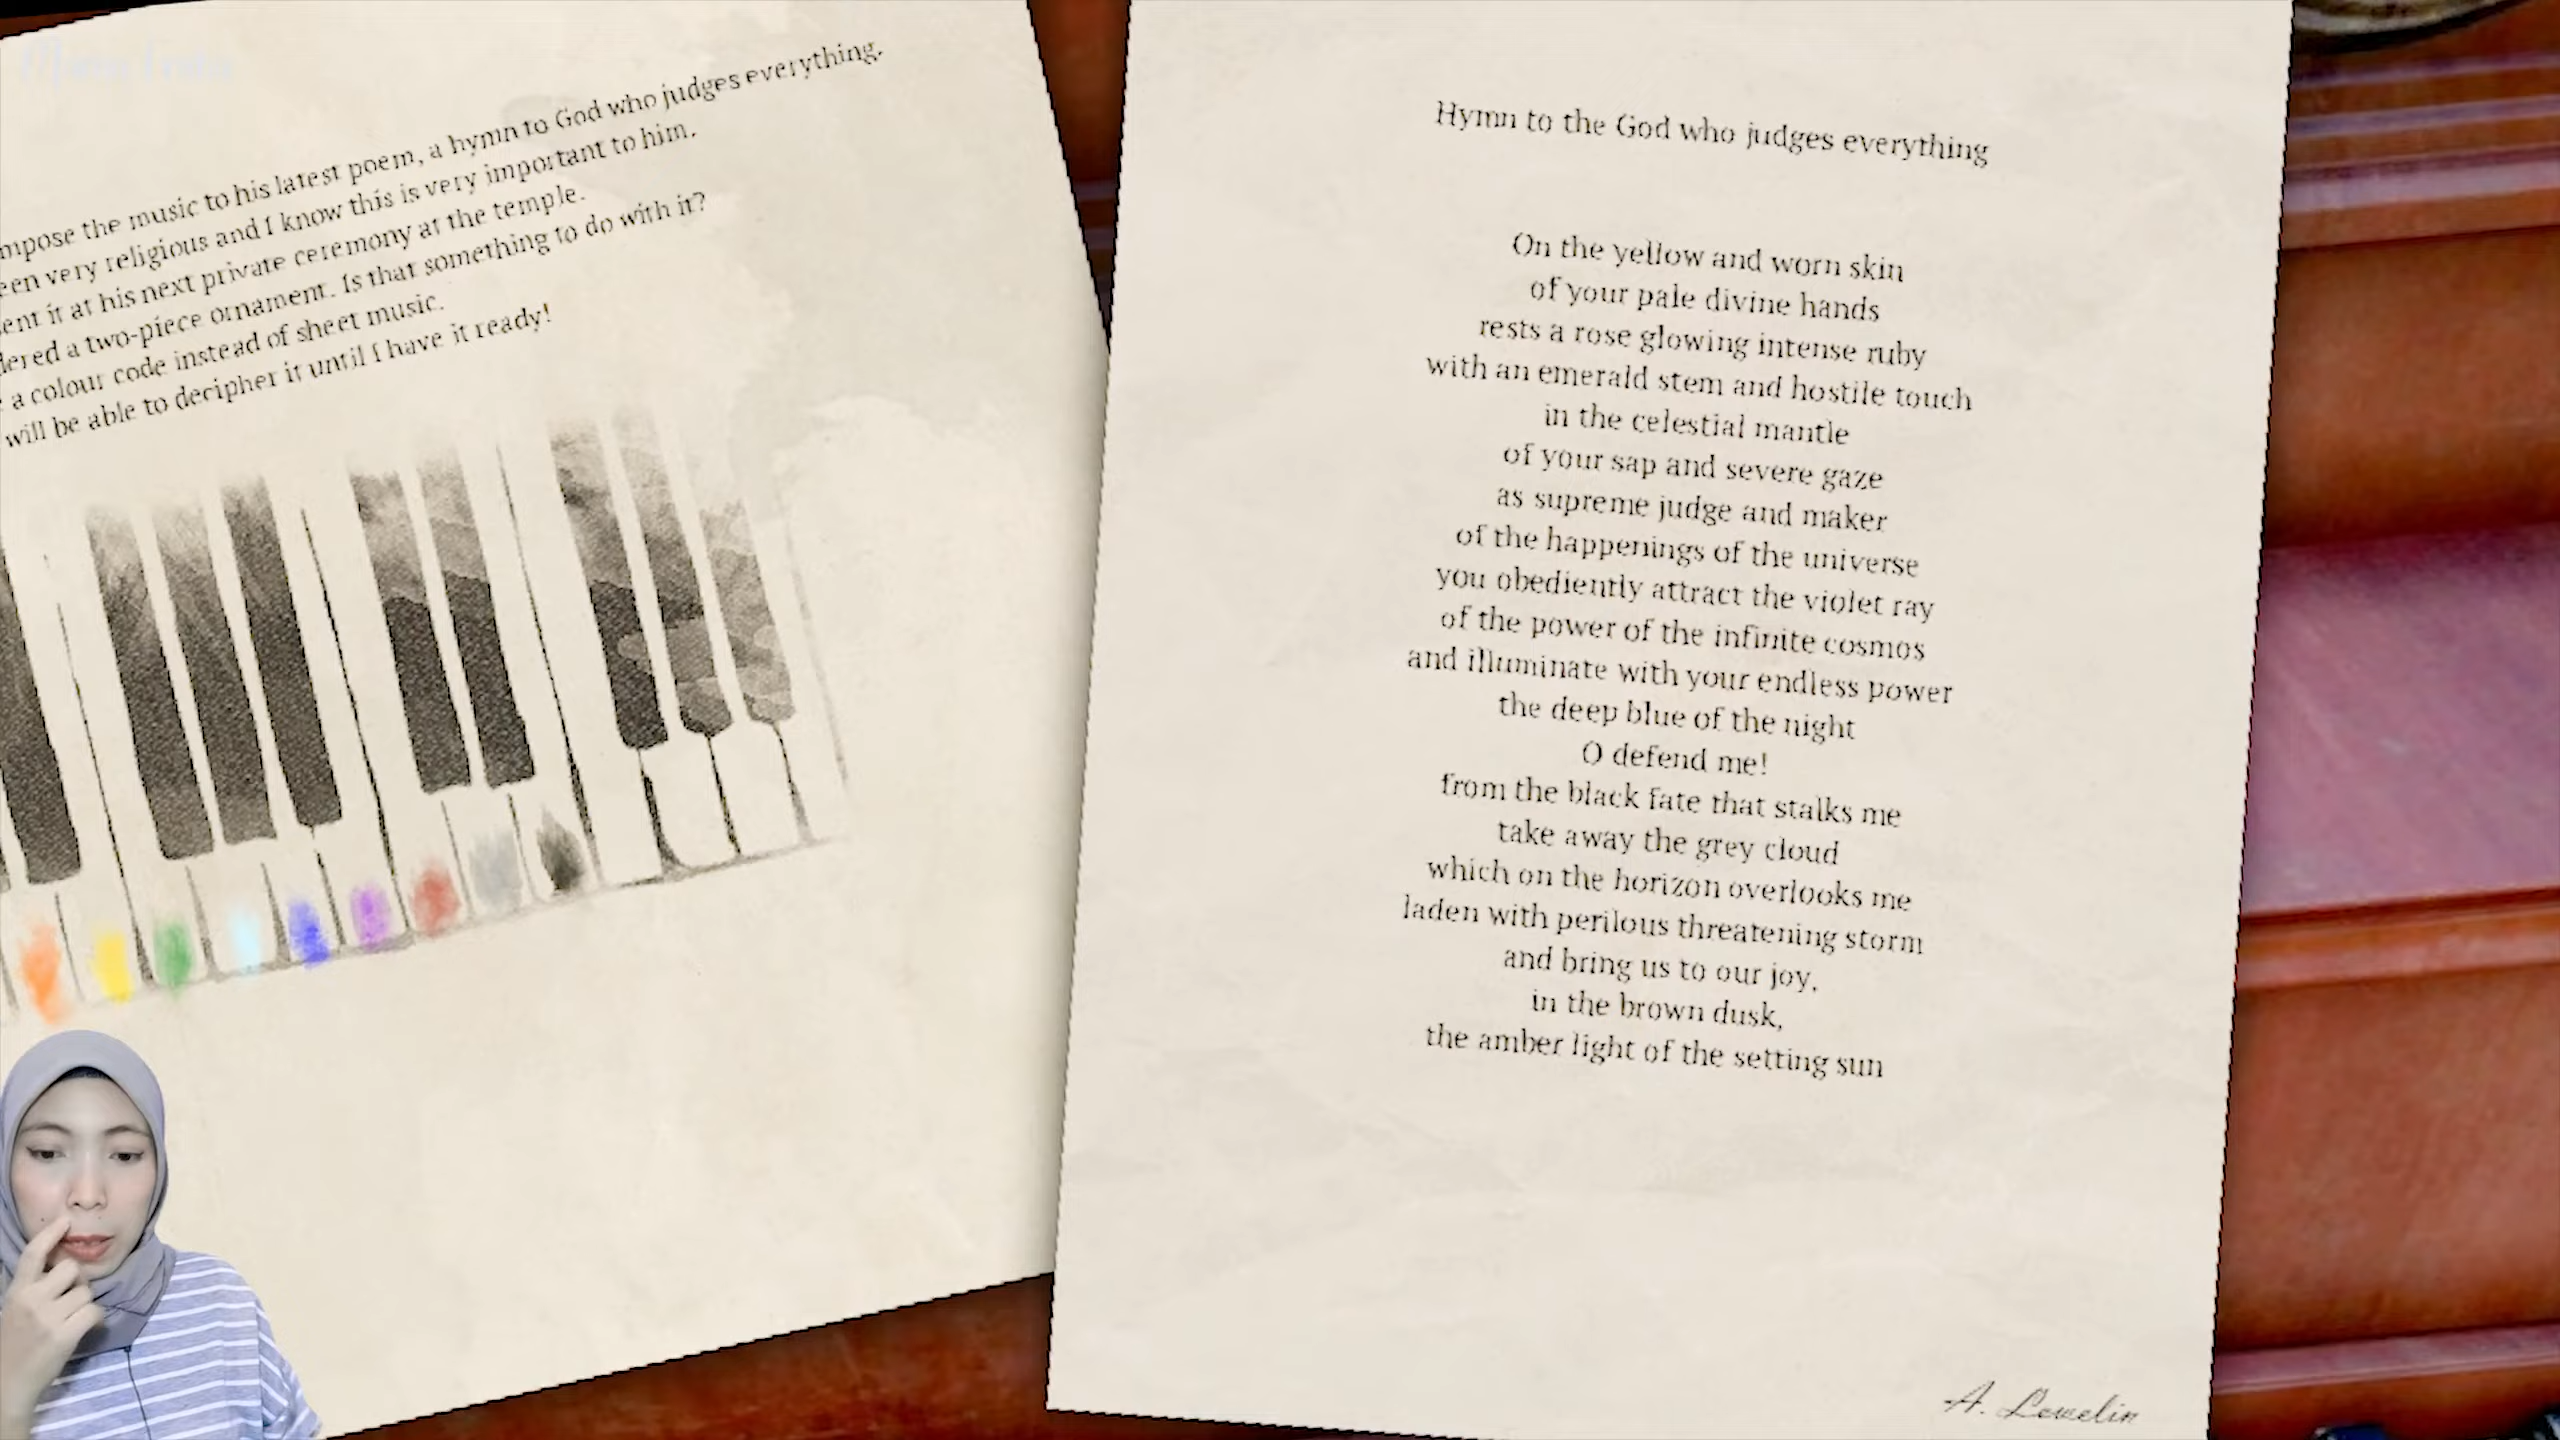 mpose the music to his latest poem, a hymn to God who judges everything.
een very religious and I know this is very important to him.
ent it at his next private ceremony at the temple.
dered a two-piece ornament. Is that something to do with it?
a colour code instead of sheet music.
will be able to decipher it until I have it ready!
Hymn to the God who judges everything
On the yellow and worn skin
of your pale divine hands
rests a rose glowing intense ruby
with an emerald stem and hostile touch
in the celestial mantle
of your sap and severe gaze
as supreme judge and maker
of the happenings of the universe
you obediently attract the violet ray
of the power of the infinite cosmos
and illuminate with your endless power
the deep blue of the night
O defend me!
from the black fate that stalks me
take away the grey cloud
which on the horizon overlooks me
laden with perilous threatening storm
and bring us to our joy,
in the brown dusk,
the amber light of the setting sun
A. Lewelin